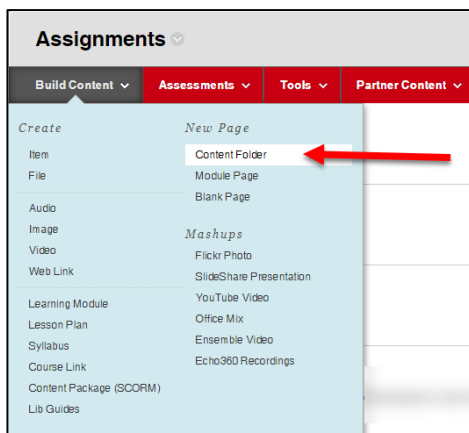 Assignments
Build Content Assessments Tools Partner Content
Create
Item
File
Audio
Image
Video
Web Link
Learning Module
Lesson Plan
Syllabus
Course Link
Content Package (SCORM)
Lib Guides
New Page
Content Folder
Module Page
Blank Page
Mashups
Flickr Photo
SlideShare Presentation
YouTube Video
Office Mix
Ensemble Video
Echo360 Recordings